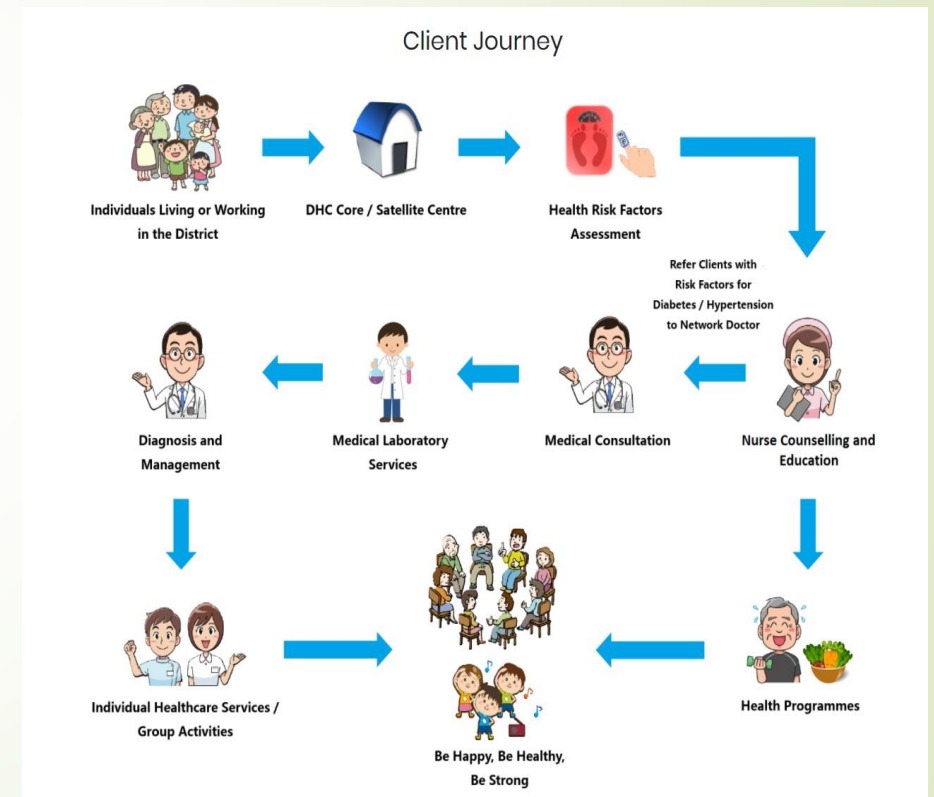 Client Journey
Individuals Living or Working
in the District
DHC Core / Satellite Centre
Health Risk Factors
Assessment
Refer Clients with
Risk Factors for
Diabetes / Hypertension
to Network Doctor
Diagnosis and
Management
Medical Laboratory
Services
Medical Consultation
Nurse Counselling and
Education
Individual Healthcare Services /
Group Activities
Be Happy, Be Healthy,
Be Strong
Health Programmes